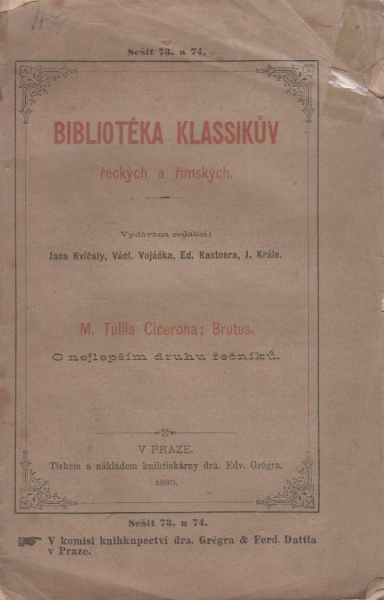 Sešit 73. a 74.
BIBLIOTÉKA KLASSIKŮV
řeckých a římských.
Vydávána redakcí:
Jana Kvíčaly, Václ. Vojáčka, Ed. Kastnera, J. Krále.
M. Tullia Cicerona; Brutus.
O nejlepším druhu řečníků.
V PRAZE.
Tiskem a nákladem knihtiskárny dra. Edv. Grégra.
1880.
Sešit 73. a 74.
V komisi knihkupectví dra. Grégra & Ferd. Dattla
v Praze.